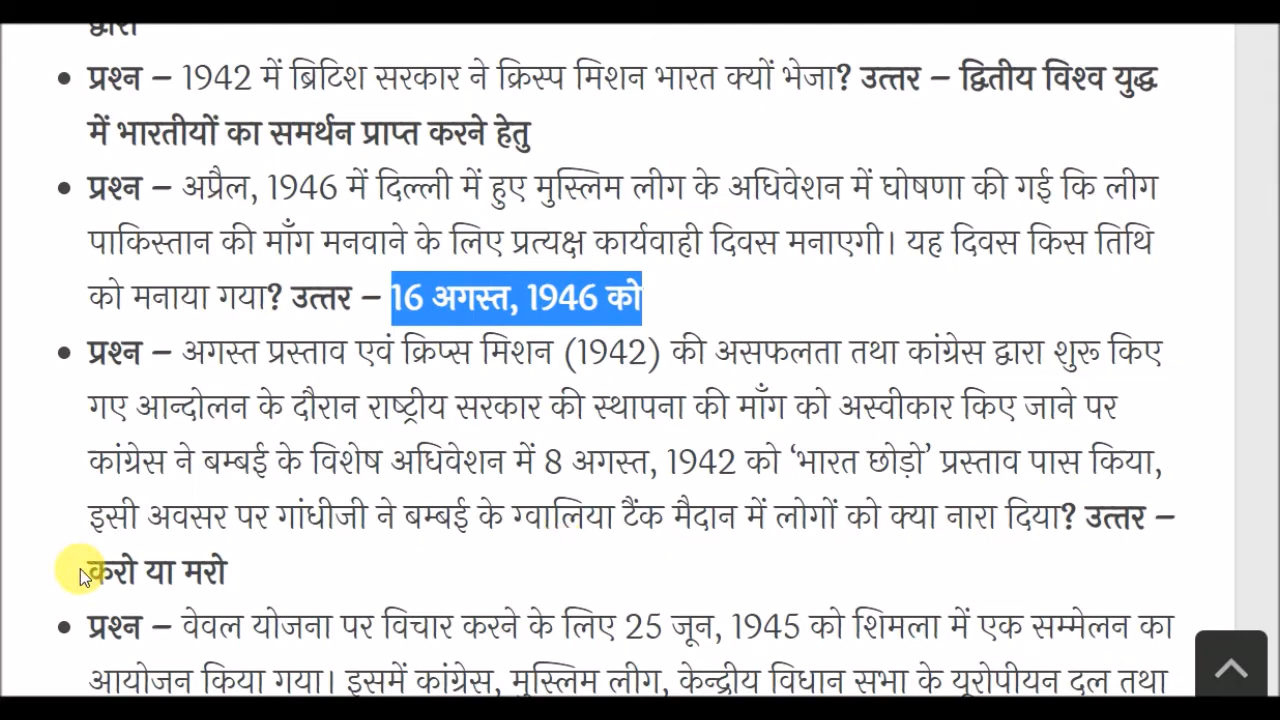 द्वारा
• प्रश्न – 1942 में ब्रिटिश सरकार ने क्रिस्प मिशन भारत क्यों भेजा? उत्तर – द्वितीय विश्व युद्ध
में भारतीयों का समर्थन प्राप्त करने हेतु
• प्रश्न – अप्रैल, 1946 में दिल्ली में हुए मुस्लिम लीग के अधिवेशन में घोषणा की गई कि लीग
पाकिस्तान की माँग मनवाने के लिए प्रत्यक्ष कार्यवाही दिवस मनाएगी। यह दिवस किस तिथि
को मनाया गया? उत्तर – 16 अगस्त, 1946 को
• प्रश्न – अगस्त प्रस्ताव एवं क्रिप्स मिशन (1942) की असफलता तथा कांग्रेस द्वारा शुरू किए
गए आन्दोलन के दौरान राष्ट्रीय सरकार की स्थापना की माँग को अस्वीकार किए जाने पर
कांग्रेस ने बम्बई के विशेष अधिवेशन में 8 अगस्त, 1942 को ‘भारत छोड़ो’ प्रस्ताव पास किया,
इसी अवसर पर गांधीजी ने बम्बई के ग्वालिया टैंक मैदान में लोगों को क्या नारा दिया? उत्तर –
करो या मरो
• प्रश्न – वेवल योजना पर विचार करने के लिए 25 जून, 1945 को शिमला में एक सम्मेलन का
आयोजन किया गया। इसमें कांग्रेस, मुस्लिम लीग, केन्द्रीय विधान सभा के यूरोपीयन दल तथा